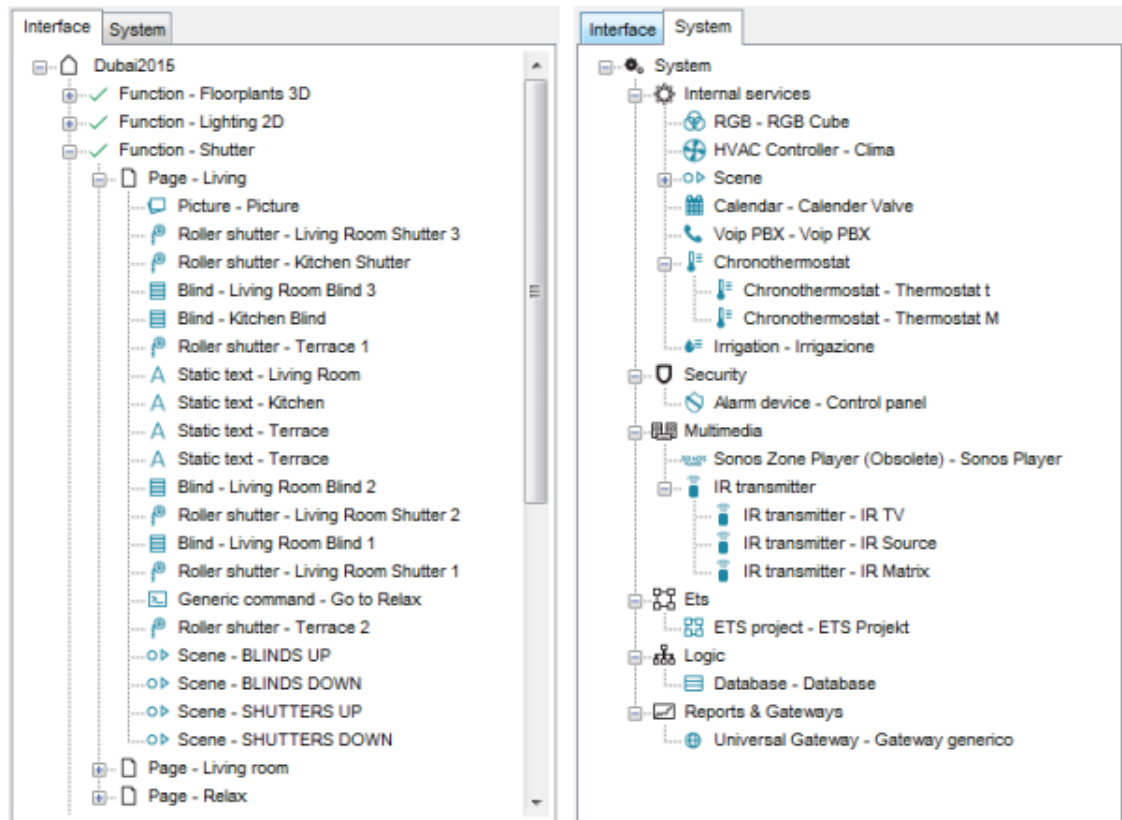 Interface System
Dubai2015
Function - Floorplants 3D
Function - Lighting 2D
Function - Shutter
Page - Living
Picture - Picture
Roller shutter - Living Room Shutter 3
Roller shutter - Kitchen Shutter
Blind - Living Room Blind 3
Blind - Kitchen Blind
Roller shutter - Terrace 1
Static text - Living Room
Static text - Kitchen
Static text - Terrace
Static text - Terrace
Blind - Living Room Blind 2
Roller shutter - Living Room Shutter 2
Blind - Living Room Blind 1
Roller shutter - Living Room Shutter 1
Generic command - Go to Relax
Roller shutter - Terrace 2
Scene - BLINDS UP
Scene - BLINDS DOWN
Scene - SHUTTERS UP
Scene - SHUTTERS DOWN
Page - Living room
Page - Relax
Interface System
System
Internal services
RGB - RGB Cube
HVAC Controller - Clima
Scene
Calendar - Calender Valve
Voip PBX - Voip PBX
Chronothermostat
Chronothermostat - Thermostat t
Chronothermostat - Thermostat M
Irrigation - Irrigazione
Security
Alarm device - Control panel
Multimedia
Sonos Zone Player (Obsolete) - Sonos Player
IR transmitter
IR transmitter - IR TV
IR transmitter - IR Source
IR transmitter - IR Matrix
Ets
ETS project - ETS Projekt
Logic
Database - Database
Reports & Gateways
Universal Gateway - Gateway generico